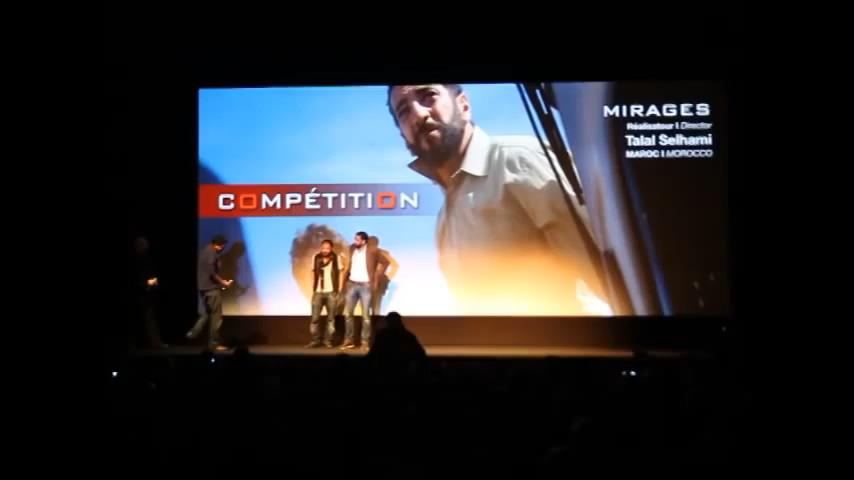 MIRAGES
Réalisateur I Director
Talal Selhami
MAROC I MOROCCO
COMPÉTITION